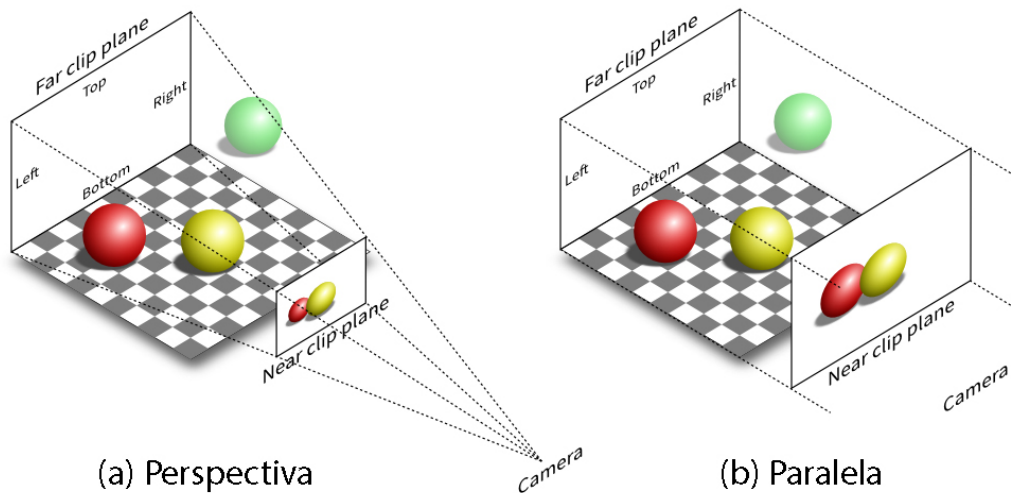 Far clip plane
Top
Right
Left
Bottom
Near clip plane
Camera
(a) Perspectiva
Far clip plane
Top
Right
Left
Bottom
Near clip plane
Camera
(b) Paralela